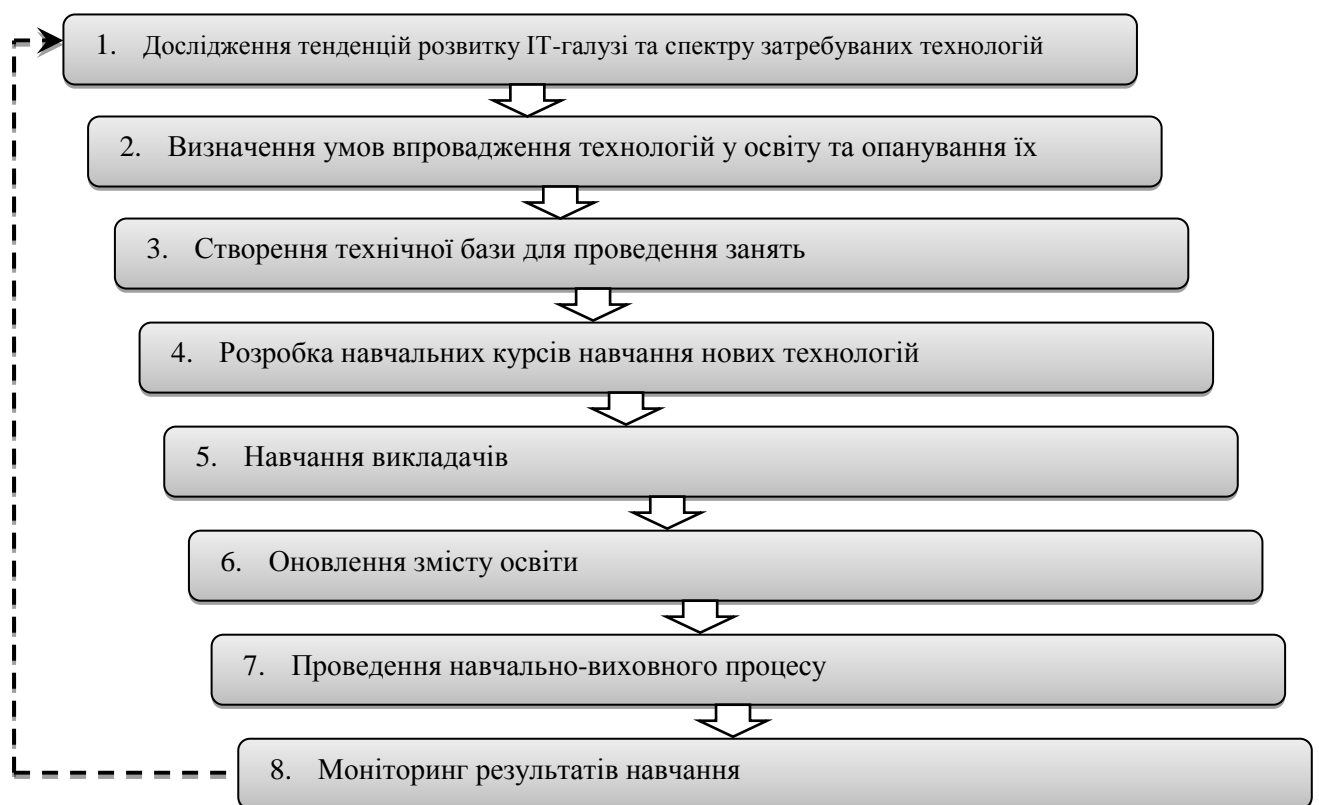 1. Дослідження тенденцій розвитку ІТ-галузі та спектру затребуваних технологій
2. Визначення умов впровадження технологій у освіту та опанування їх
3. Створення технічної бази для проведення занять
4. Розробка навчальних курсів навчання нових технологій
5. Навчання викладачів
6. Оновлення змісту освіти
7. Проведення навчально-виховного процесу
8. Моніторинг результатів навчання